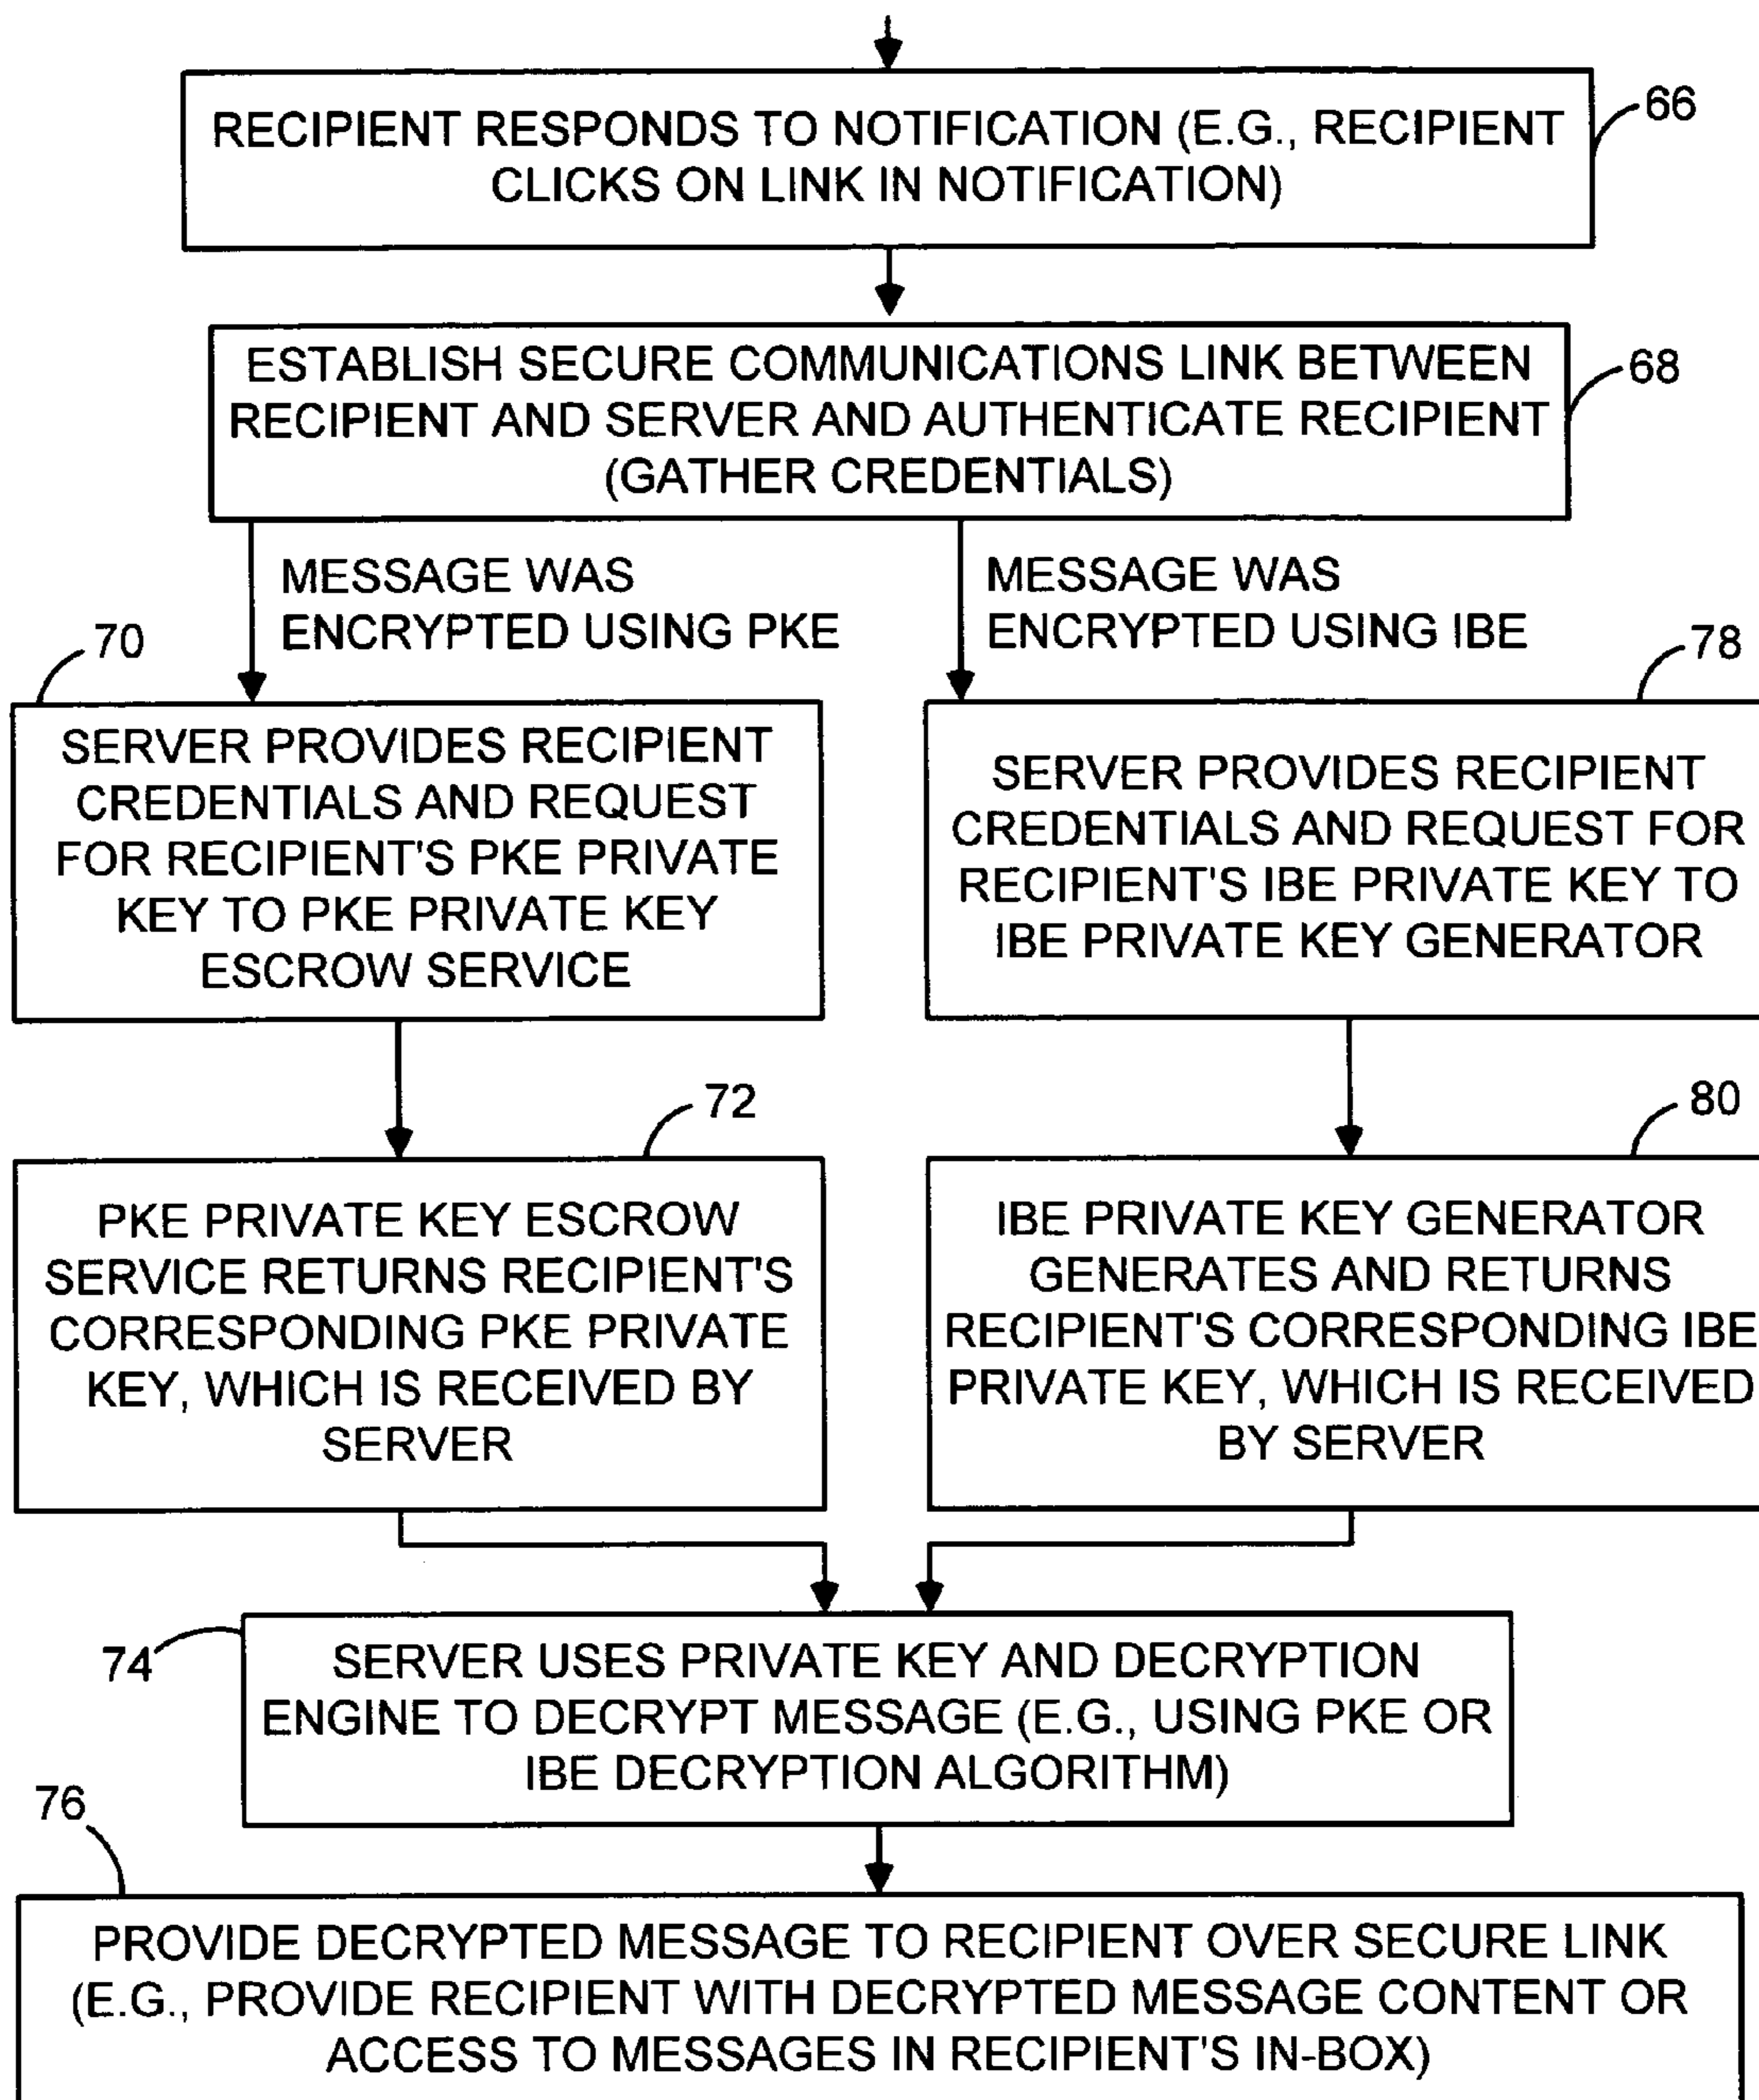 RECIPIENT RESPONDS TO NOTIFICATION (E.G., RECIPIENT
CLICKS ON LINK IN NOTIFICATION)
66
ESTABLISH SECURE COMMUNICATIONS LINK BETWEEN
RECIPIENT AND SERVER AND AUTHENTICATE RECIPIENT
(GATHER CREDENTIALS)
68
MESSAGE WAS
ENCRYPTED USING PKE
MESSAGE WAS
ENCRYPTED USING IBE
70
SERVER PROVIDES RECIPIENT
CREDENTIALS AND REQUEST
FOR RECIPIENT'S PKE PRIVATE
KEY TO PKE PRIVATE KEY
ESCROW SERVICE
78
SERVER PROVIDES RECIPIENT
CREDENTIALS AND REQUEST FOR
RECIPIENT'S IBE PRIVATE KEY TO
IBE PRIVATE KEY GENERATOR
72
PKE PRIVATE KEY ESCROW
SERVICE RETURNS RECIPIENT'S
CORRESPONDING PKE PRIVATE
KEY, WHICH IS RECEIVED BY
SERVER
80
IBE PRIVATE KEY GENERATOR
GENERATES AND RETURNS
RECIPIENT'S CORRESPONDING IBE
PRIVATE KEY, WHICH IS RECEIVED
BY SERVER
74
SERVER USES PRIVATE KEY AND DECRYPTION
ENGINE TO DECRYPT MESSAGE (E.G., USING PKE OR
IBE DECRYPTION ALGORITHM)
76
PROVIDE DECRYPTED MESSAGE TO RECIPIENT OVER SECURE LINK
(E.G., PROVIDE RECIPIENT WITH DECRYPTED MESSAGE CONTENT OR
ACCESS TO MESSAGES IN RECIPIENT'S IN-BOX)